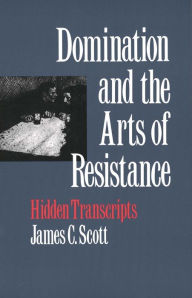 Domination
and the
Arts of
Resistance
Hidden Transcripts
James C. Scott